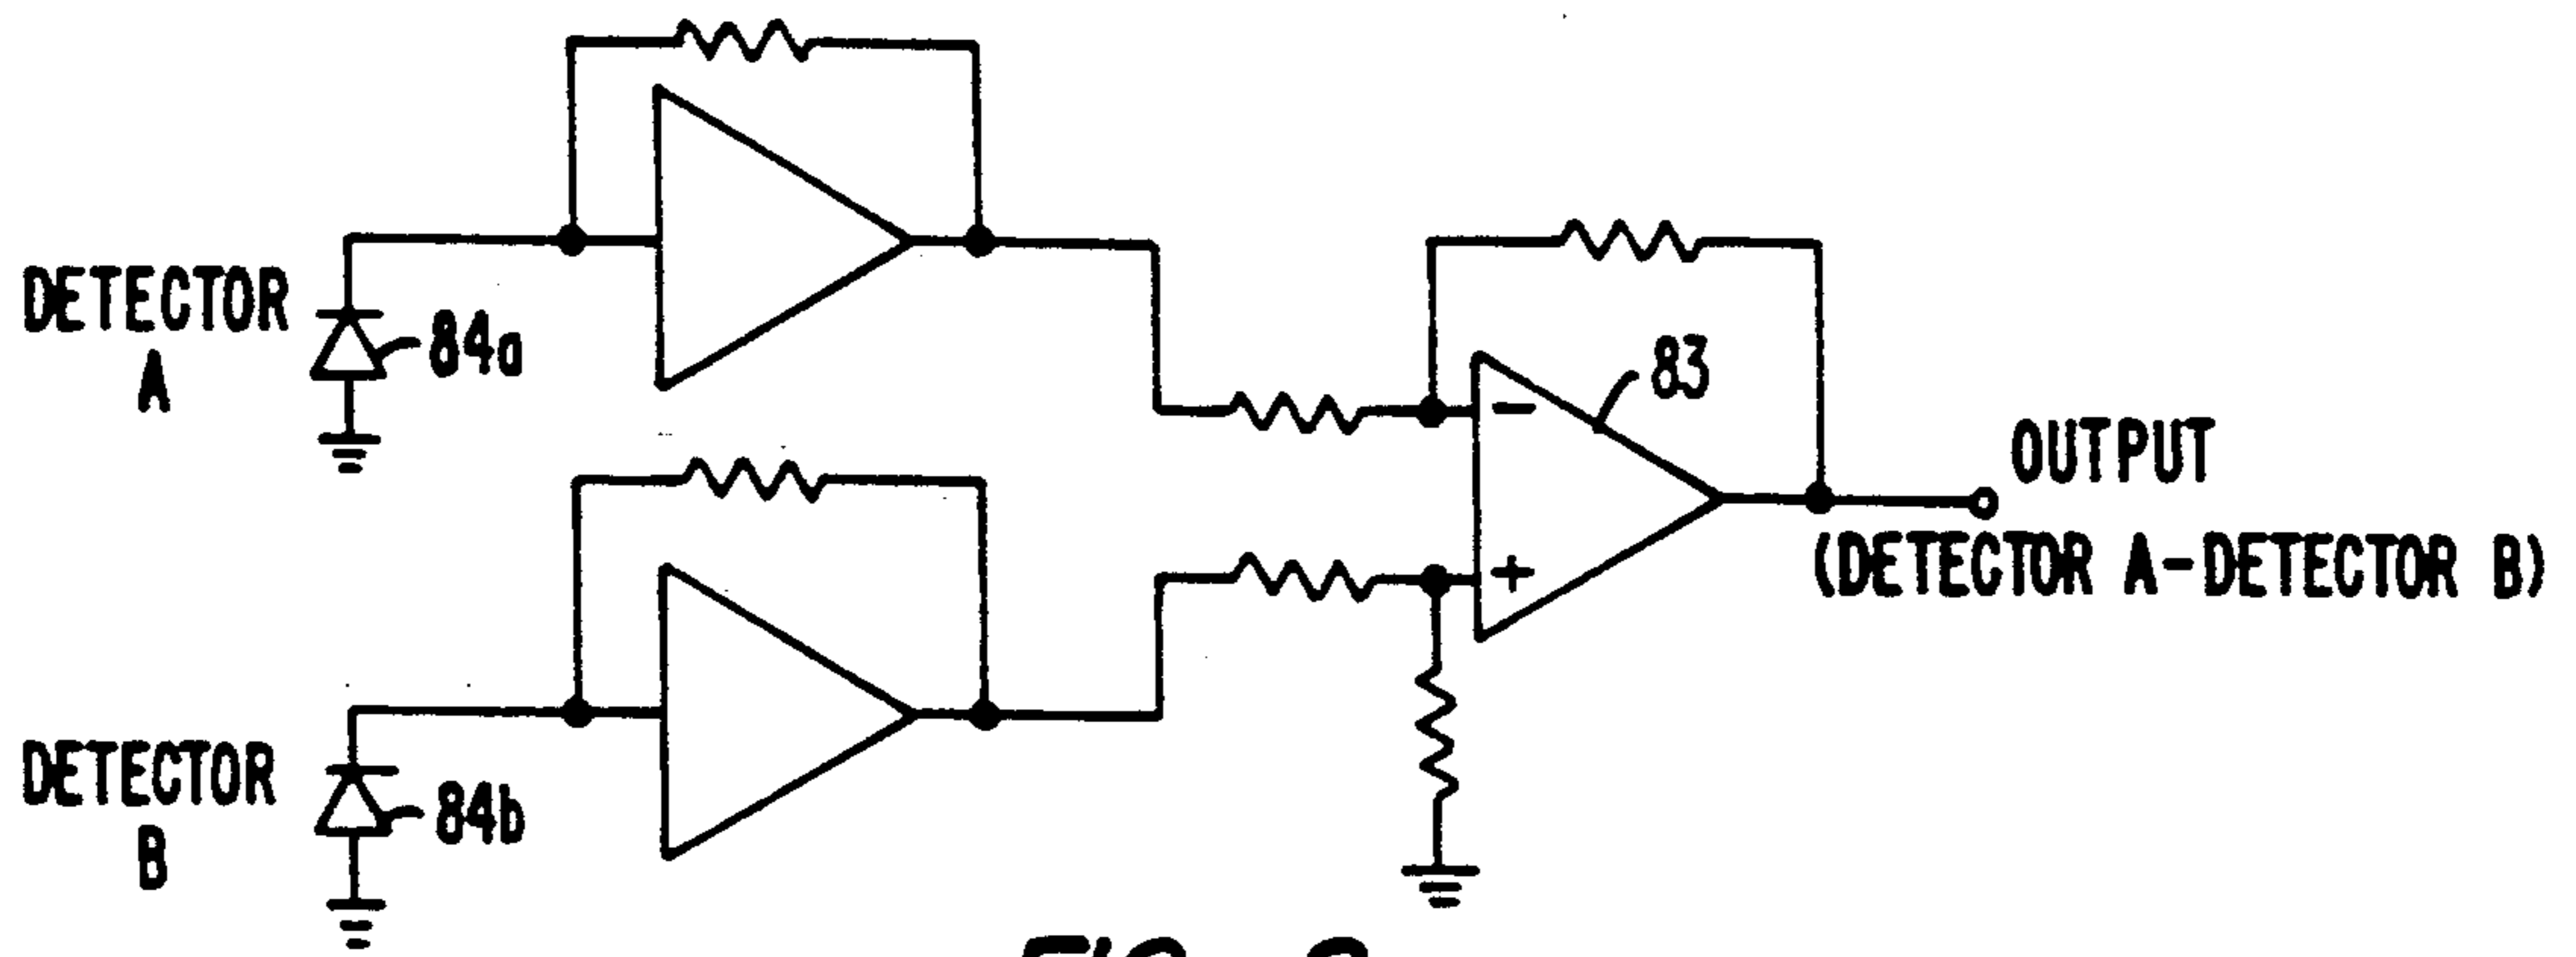 DETECTOR
A
84a
83
OUTPUT
(DETECTOR A-DETECTOR B)
DETECTOR
B
84b
-
+